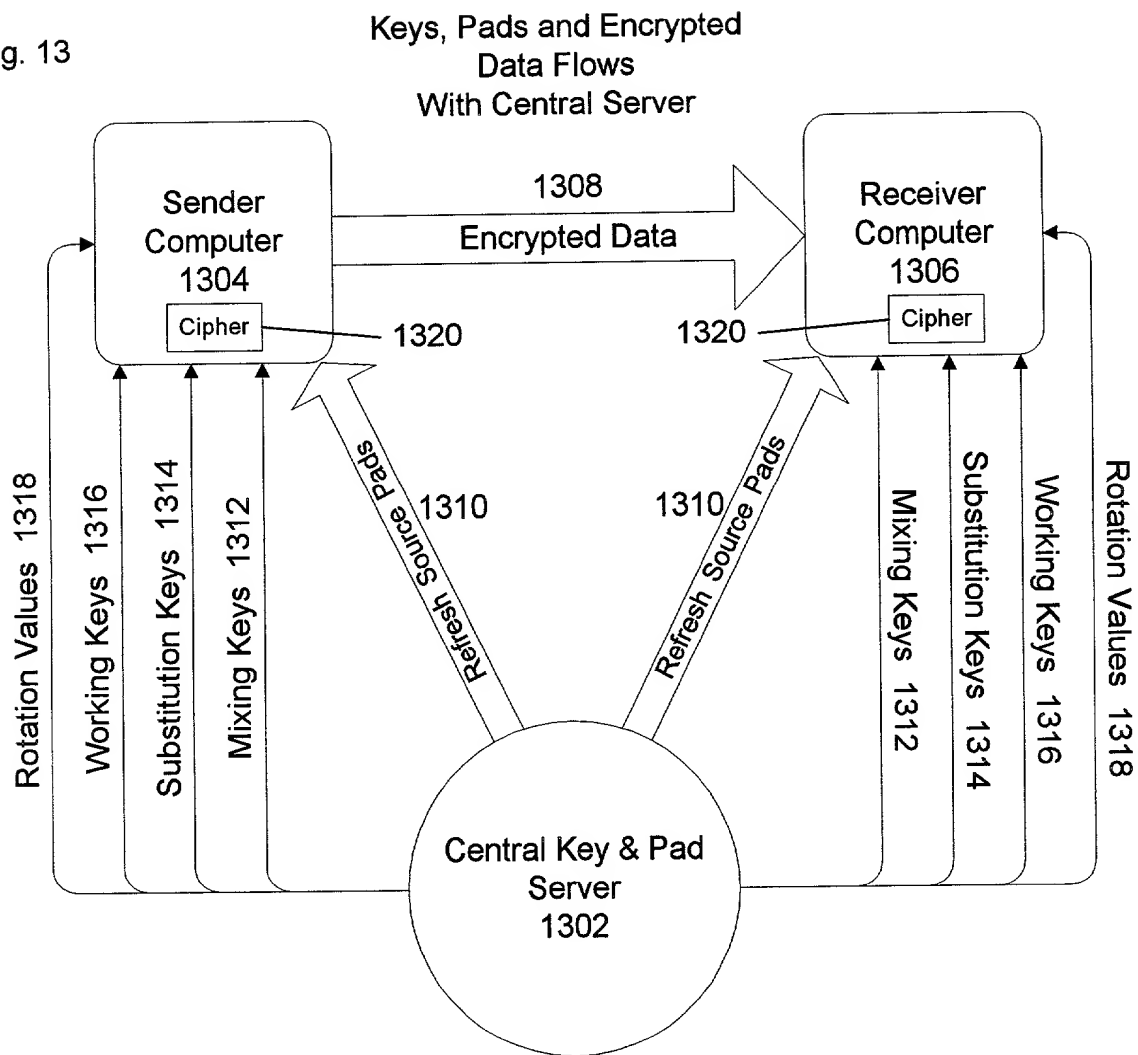 g. 13
Keys, Pads and Encrypted
Data Flows
With Central Server
Sender
Computer
1304
Cipher
1320
1308
Encrypted Data
Receiver
Computer
1306
Cipher
1320
Rotation Values 1318
Working Keys 1316
Substitution Keys 1314
Mixing Keys 1312
Refresh Source Pads
1310
Refresh Source Pads
1310
Mixing Keys 1312
Substitution Keys 1314
Working Keys 1316
Rotation Values 1318
Central Key & Pad
Server
1302